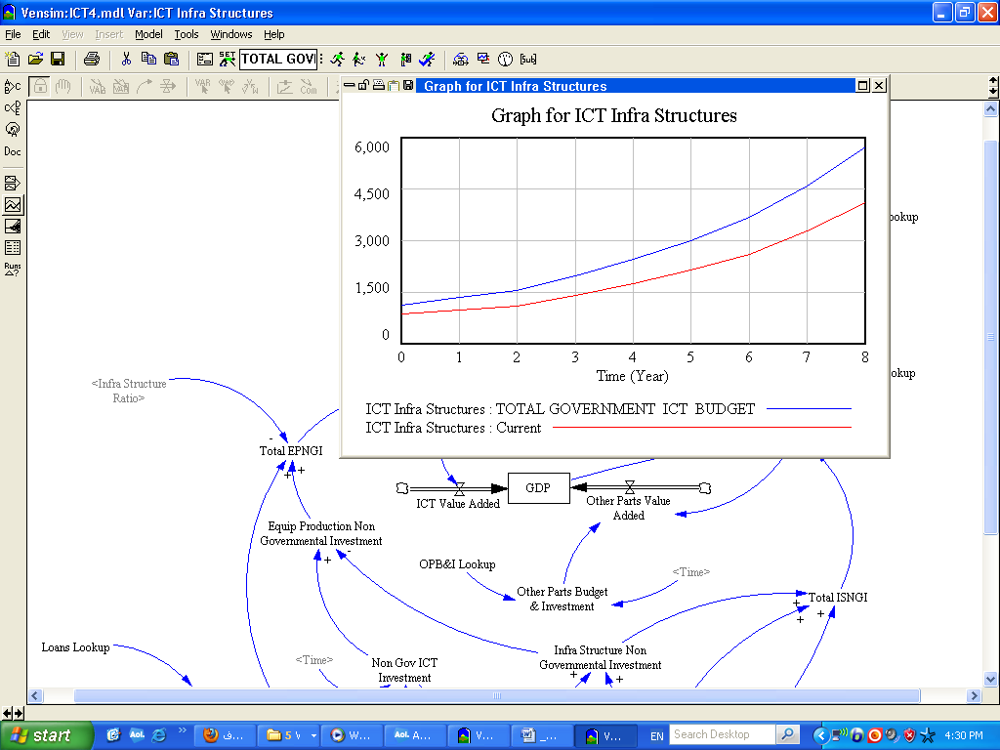 Vensim:ICT4.mdl Var:ICT Infra Structures
File Edit View Insert Model Tools Windows Help
SET
TOTAL GOV
Sub
VAR
Com
Doc
Runs
Graph for ICT Infra Structures
Graph for ICT Infra Structures
6,000
4,500
3,000
1,500
0
0 1 2 3 4 5 6 7 8
Time (Year)
ICT Infra Structures : TOTAL GOVERNMENT ICT BUDGET
ICT Infra Structures : Current
ookup
okup
<Infra Structure
Ratio>
Total EPNGI
GDP
ICT Value Added
Other Parts Value
Added
Equip Production Non
Governmental Investment
OPB&I Lookup
<Time>
Other Parts Budget
& Investment
Total ISNGI
Loans Lookup
<Time>
Non Gov ICT
Investment
Infra Structure Non
Governmental Investment
start
AOL
ف...
5 V
W...
AOL A...
V...
_...
V...
EN
Search Desktop
4:30 PM